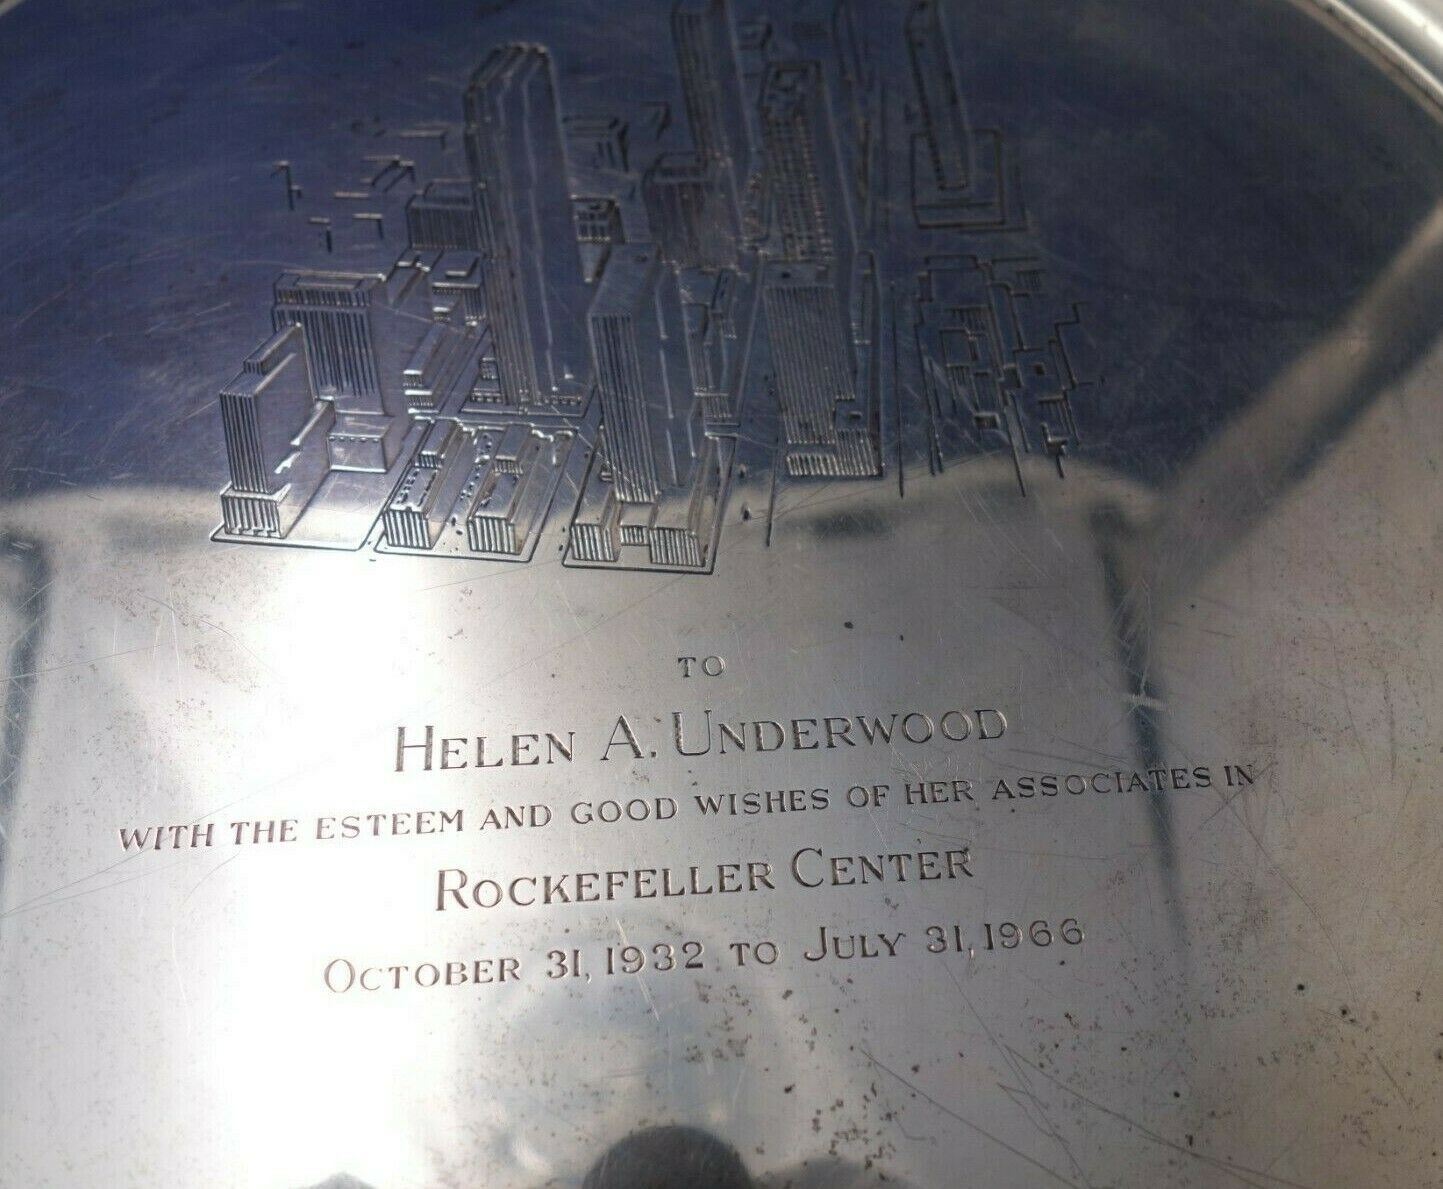 TO
HELEN A. UNDERWOOD
WITH THE ESTEEM AND GOOD WISHES OF HER ASSOCIATES IN
ROCKEFELLER CENTER
OCTOBER 31, 1932 TO JULY 31, 1966